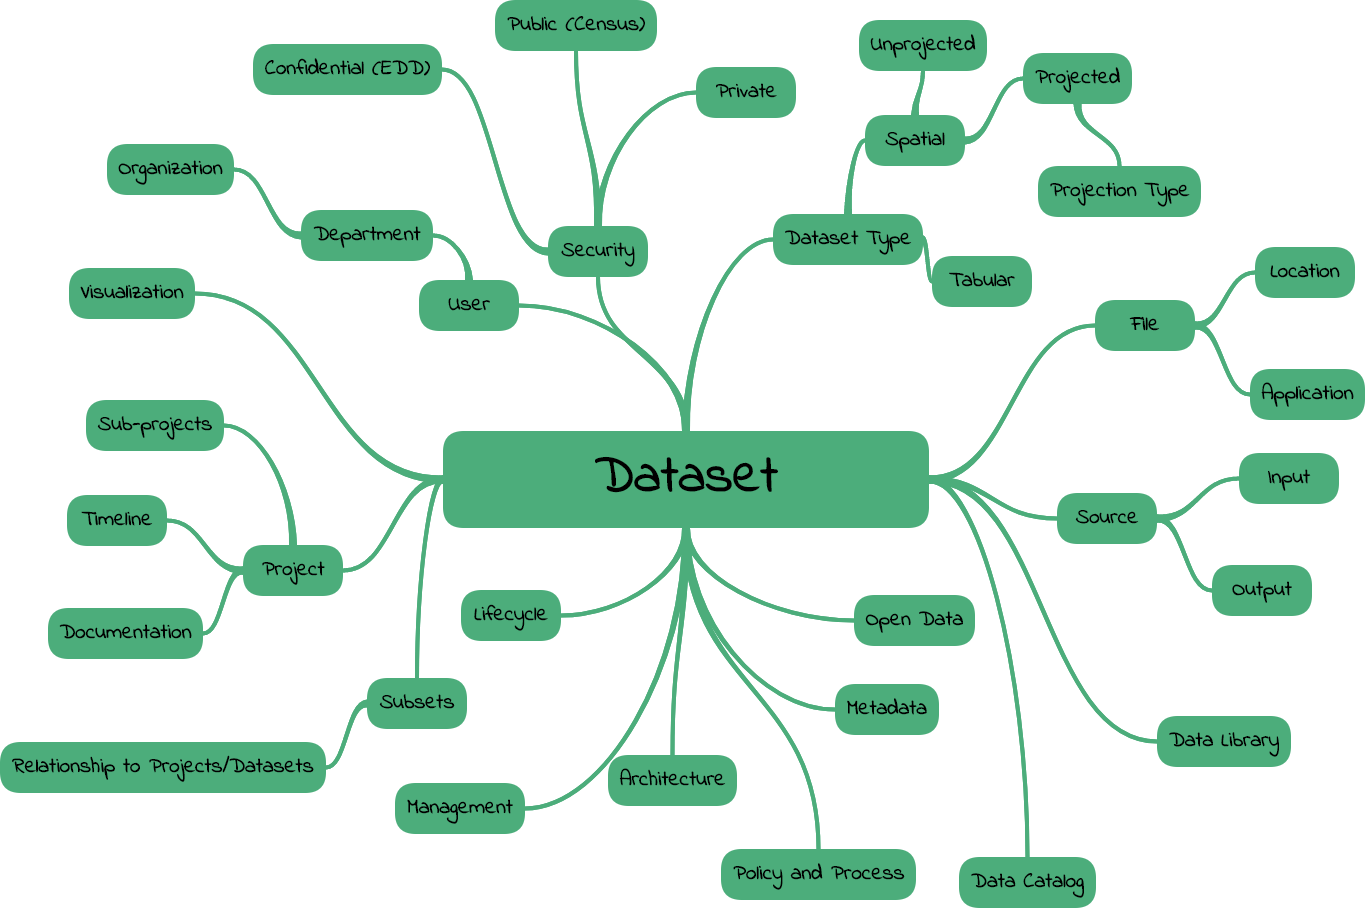 Public (Census)
Unprojected
Confidential (EDD)
Projected
Private
Spatial
Organization
Projection Type
Department
Dataset Type
Security
Location
Tabular
Visualization
User
File
Application
Sub-projects
Dataset
Input
Timeline
Source
Project
Output
Lifecycle
Open Data
Documentation
Subsets
Metadata
Data Library
Relationship to Projects/Datasets
Architecture
Management
Policy and Process
Data Catalog